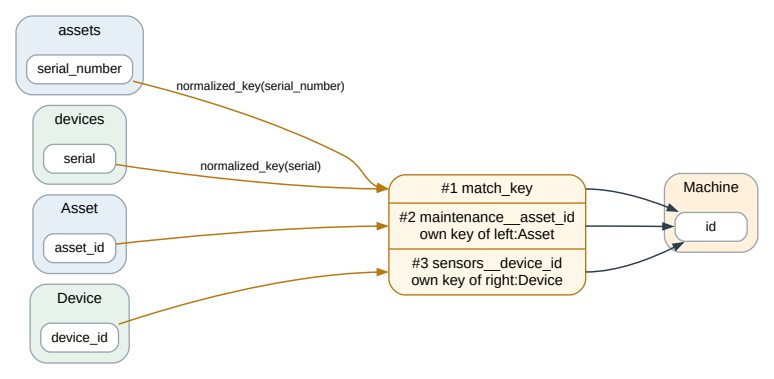 assets
serial_number
normalized_key(serial_number)
devices
serial
normalized_key(serial)
Asset
asset_id
Device
device_id
#1 match_key
#2 maintenance__asset_id
own key of left:Asset
#3 sensors__device_id
own key of right:Device
Machine
id